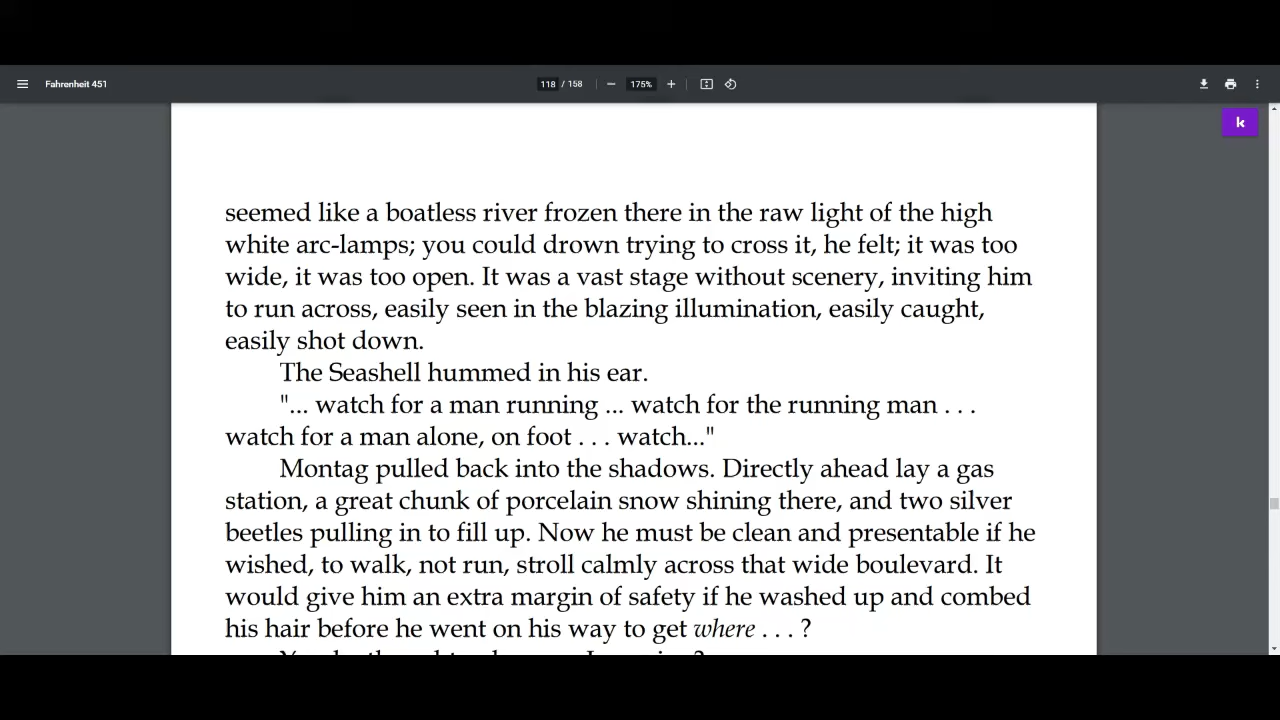 Fahrenheit 451
118 / 158
175%
k
seemed like a boatless river frozen there in the raw light of the high
white arc-lamps; you could drown trying to cross it, he felt; it was too
wide, it was too open. It was a vast stage without scenery, inviting him
to run across, easily seen in the blazing illumination, easily caught,
easily shot down.
The Seashell hummed in his ear.
"... watch for a man running ... watch for the running man . . .
watch for a man alone, on foot . . . watch..."
Montag pulled back into the shadows. Directly ahead lay a gas
station, a great chunk of porcelain snow shining there, and two silver
beetles pulling in to fill up. Now he must be clean and presentable if he
wished, to walk, not run, stroll calmly across that wide boulevard. It
would give him an extra margin of safety if he washed up and combed
his hair before he went on his way to get where . . . ?